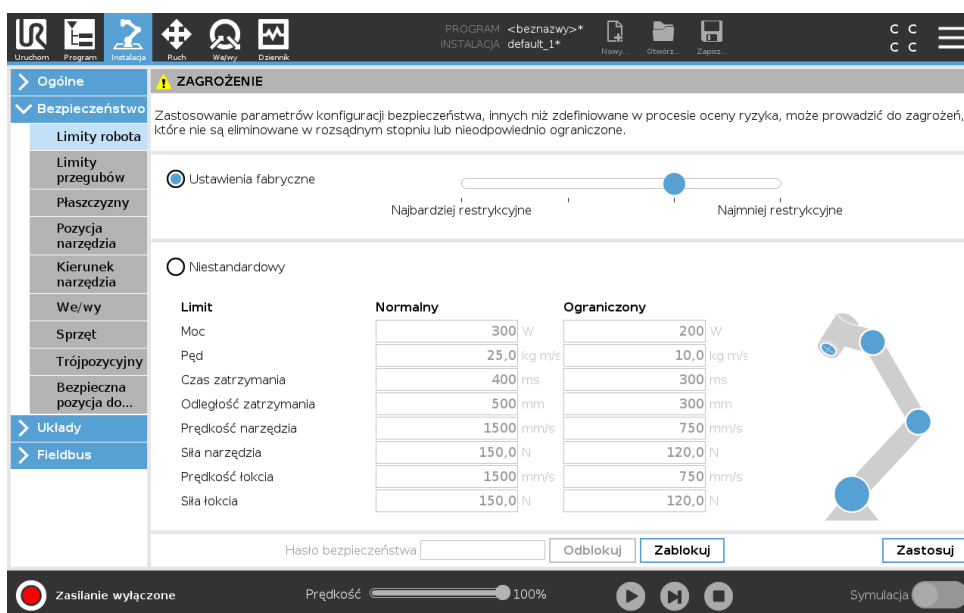 PROGRAM <beznazwy>*
INSTALACJA default_1*
Nowy... Otwórz... Zapisz...
C C
C C
Uruchom Program Instalacja Ruch We/wy Dziennik
Ogólne
Bezpieczeństwo
Limity robota
Limity
przegubów
Płaszczyzny
Pozycja
narzędzia
Kierunek
narzędzia
We/wy
Sprzęt
Trójpozycyjny
Bezpieczna
pozycja do...
Układy
Fieldbus
ZAGROŻENIE
Zastosowanie parametrów konfiguracji bezpieczeństwa, innych niż zdefiniowane w procesie oceny ryzyka, może prowadzić do zagrożeń,
które nie są eliminowane w rozsądnym stopniu lub nieodpowiednio ograniczone.
Ustawienia fabryczne
Najbardziej restrykcyjne Najmniej restrykcyjne
Niestandardowy
Limit Normalny Ograniczony
Moc 300 W 200 W
Pęd 25,0 kg m/s 10,0 kg m/s
Czas zatrzymania 400 ms 300 ms
Odległość zatrzymania 500 mm 300 mm
Prędkość narzędzia 1500 mm/s 750 mm/s
Siła narzędzia 150,0 N 120,0 N
Prędkość łokcia 1500 mm/s 750 mm/s
Siła łokcia 150,0 N 120,0 N
Hasło bezpieczeństwa Odblokuj Zablokuj Zastosuj
Zasilanie wyłączone Prędkość 100% Symulacja